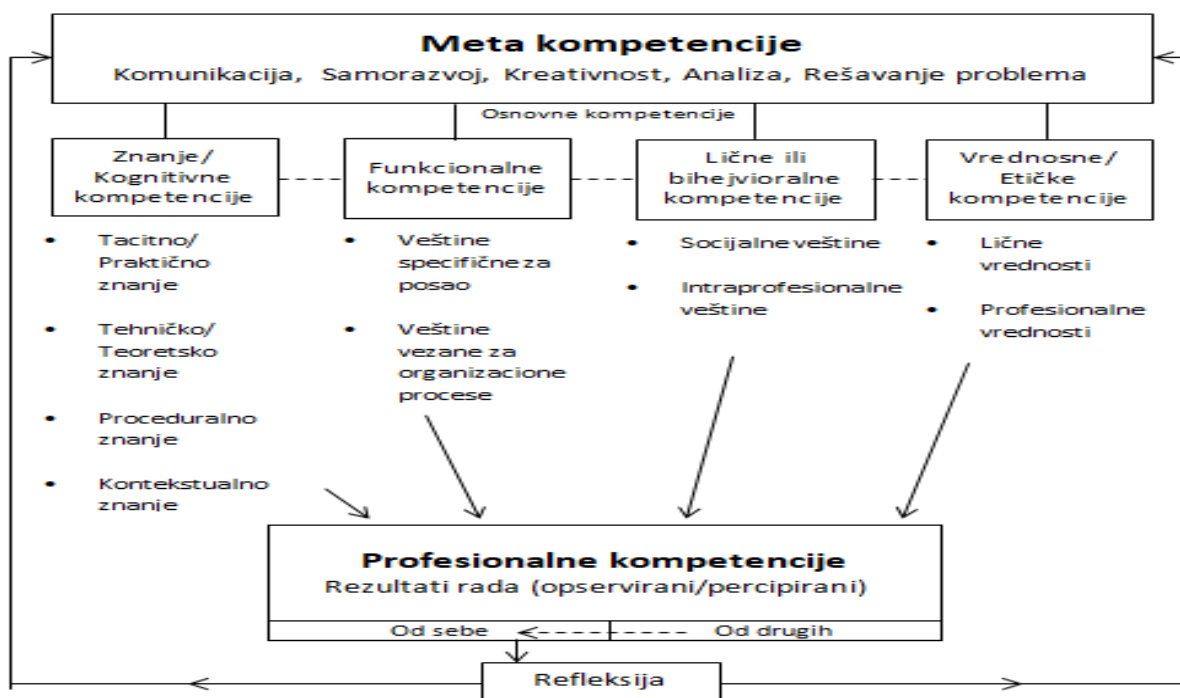 Meta kompetencije
Komunikacija, Samorazvoj, Kreativnost, Analiza, Rešavanje problema
Osnovne kompetencije
Znanje/
Kognitivne
kompetencije
Funkcionalne
kompetencije
Lične ili
bihejvioralne
kompetencije
Vrednosne/
Etičke
kompetencije
• Tacitno/
Praktično
znanje
• Tehničko/
Teoretsko
znanje
• Proceduralno
znanje
• Kontekstualno
znanje
• Veštine
specifične za
posao
• Veštine
vezane za
organizacione
procese
• Socijalne veštine
• Intraprofesionalne
veštine
• Lične
vrednosti
• Profesionalne
vrednosti
Profesionalne kompetencije
Rezultati rada (opservirani/percipirani)
Od sebe
Od drugih
Refleksija